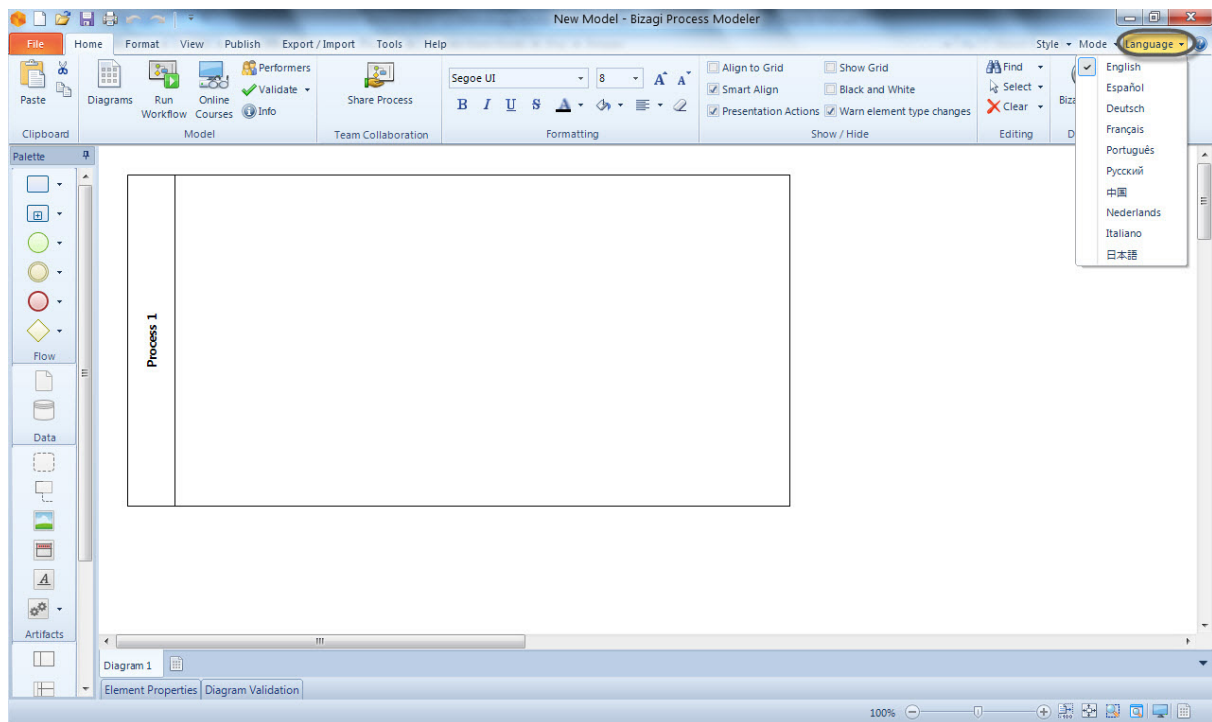 New Model - Bizagi Process Modeler
File Home Format View Publish Export / Import Tools Help Style Mode Language
Paste
Clipboard
Diagrams
Run Workflow
Online Courses
Performers
Validate
Info
Model
Share Process
Team Collaboration
Segoe UI 8 A A
B I U S A
Formatting
Align to Grid
Smart Align
Presentation Actions
Show Grid
Black and White
Warn element type changes
Show / Hide
Find
Select
Clear
Editing
English
Español
Deutsch
Français
Português
Русский
中国
Nederlands
Italiano
日本語
Palette
Flow
Data
A
Artifacts
Process 1
Diagram 1
Element Properties Diagram Validation
100%